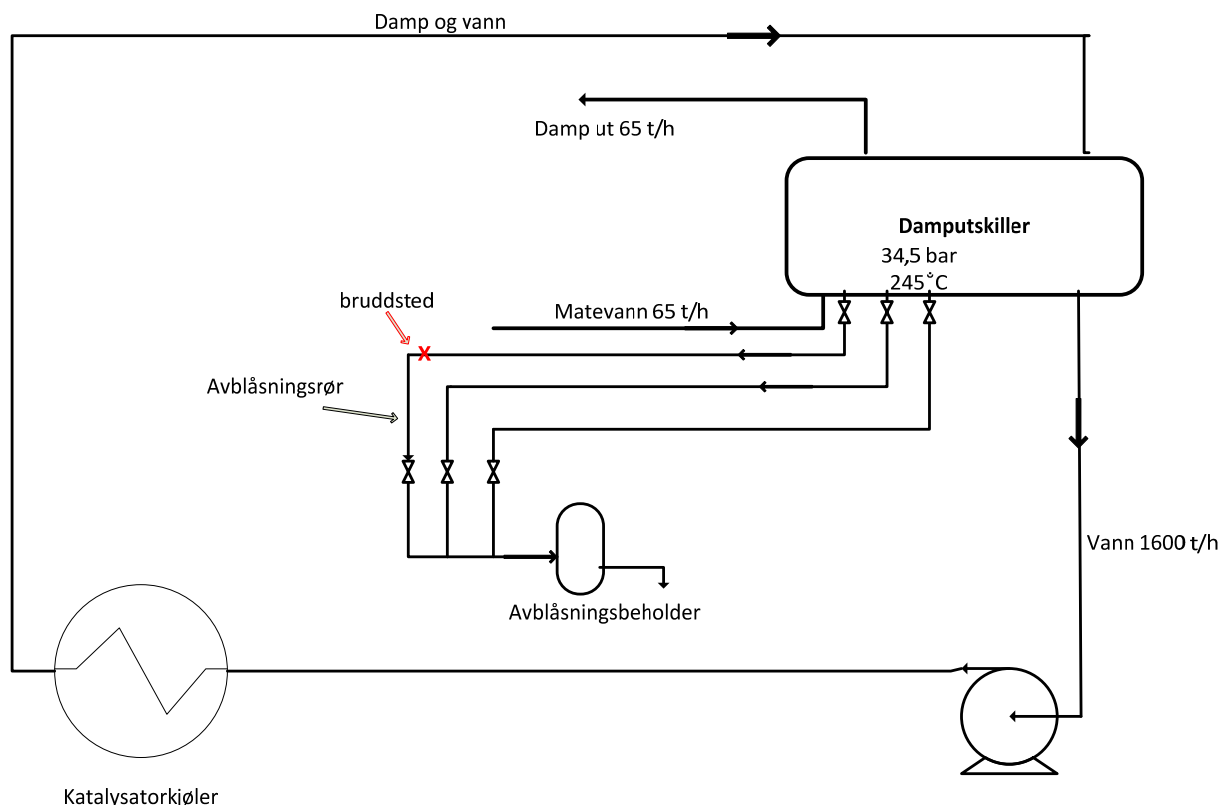 Damp og vann
Damp ut 65 t/h
Damputskiller
34,5 bar
245°C
bruddsted
Matevann 65 t/h
X
Avblåsningsrør
Vann 1600 t/h
Avblåsningsbeholder
Katalysatorkjøler